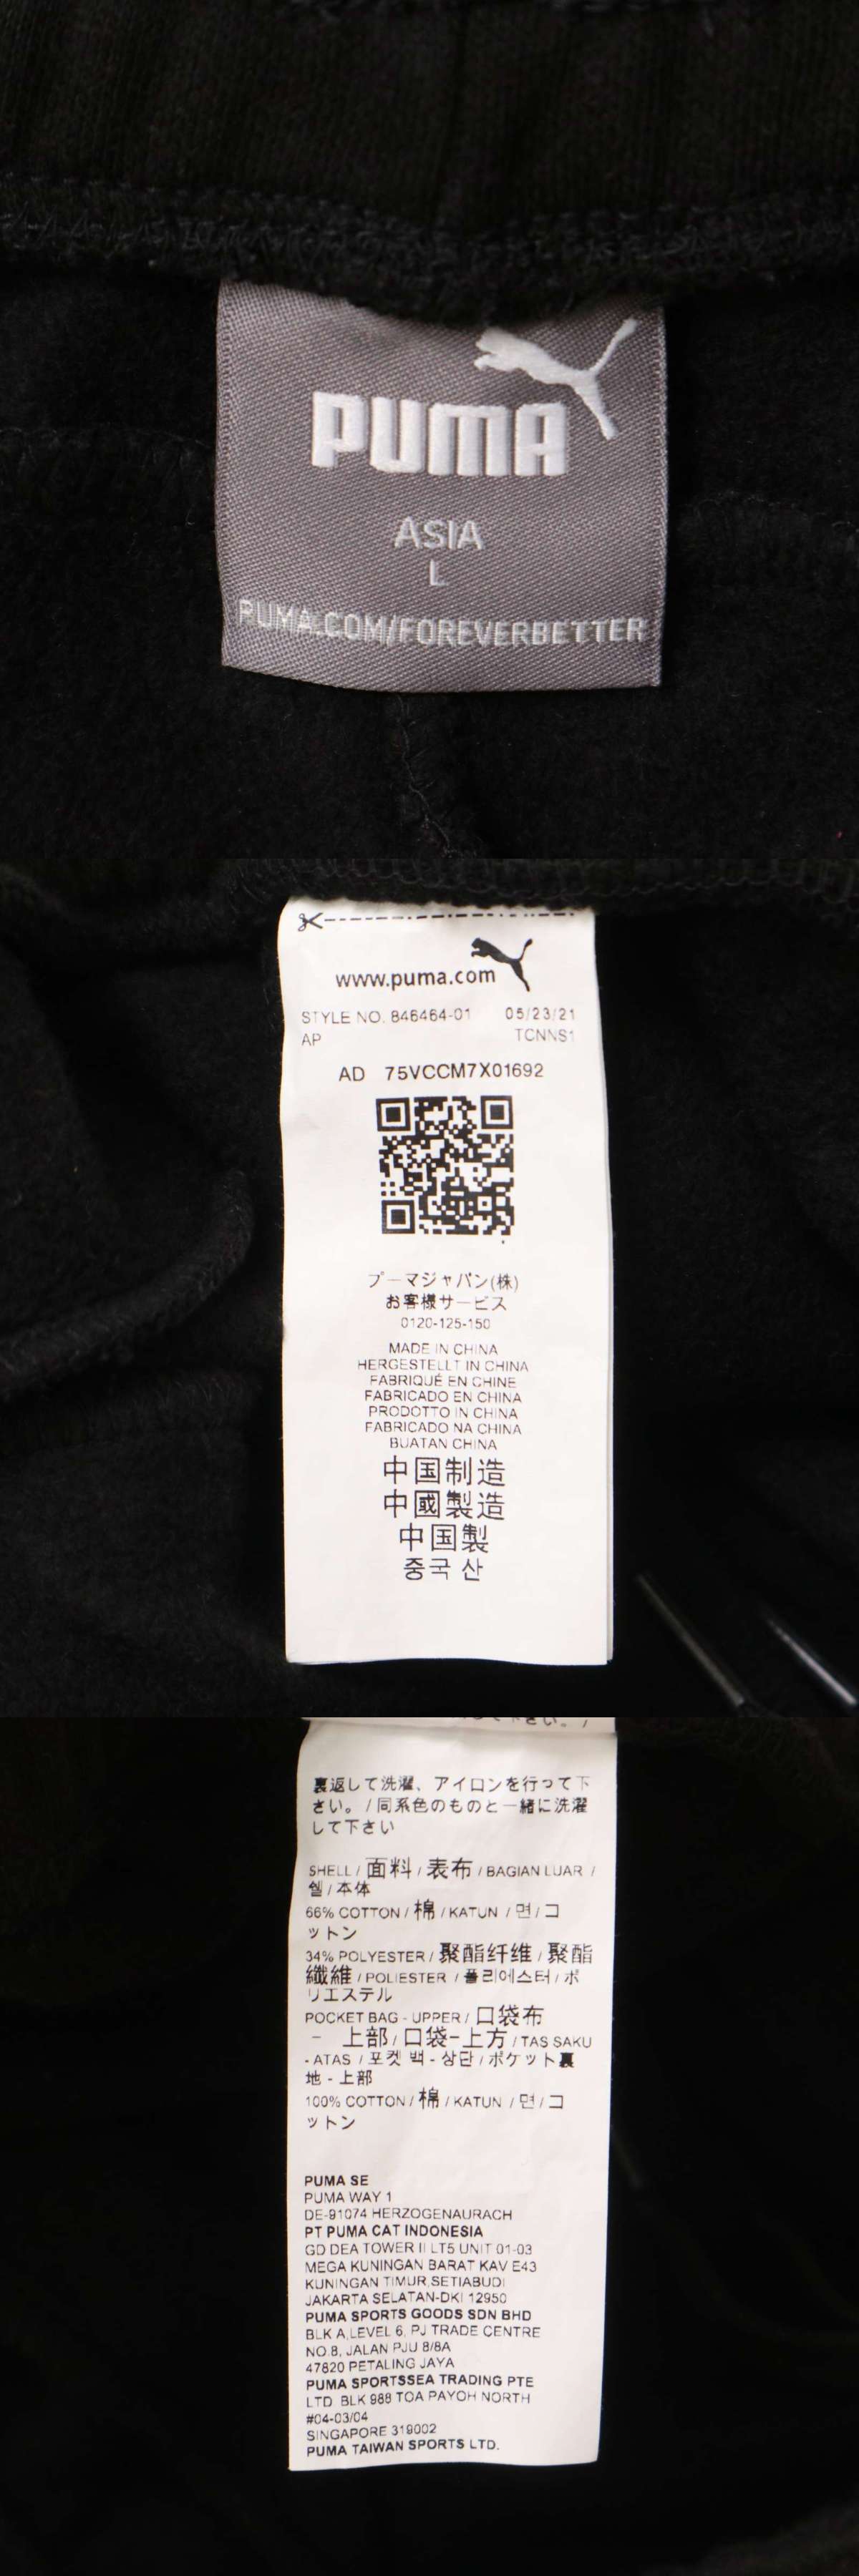 PUMA
ASIA
L
PUMA.COM/FOREVERBETTER
www.puma.com
STYLE NO. 846464-01 05/23/21
AP TCNNS1
AD 75VCCM7X01692
プーマジャパン(株)
お客様サービス
0120-125-150
MADE IN CHINA
HERGESTELLT IN CHINA
FABRIQUÉ EN CHINE
FABRICADO EN CHINA
PRODOTTO IN CHINA
FABRICADO NA CHINA
BUATAN CHINA
中国制造
中國製造
中国製
중국 산
て下さい。/
裏返して洗濯、アイロンを行って下
さい。/ 同系色のものと一緒に洗濯
して下さい
SHELL / 面料 / 表布 / BAGIAN LUAR /
쉘 / 本体
66% COTTON / 棉 / KATUN / 면 / コ
ットン
34% POLYESTER / 聚酯纤维 / 聚酯
纖維 / POLIESTER / 폴리에스터 / ポ
リエステル
POCKET BAG - UPPER / 口袋布
- 上部 / 口袋-上方 / TAS SAKU
- ATAS / 포켓 백 - 상단 / ポケット裏
地 - 上部
100% COTTON / 棉 / KATUN / 면 / コ
ットン
PUMA SE
PUMA WAY 1
DE-91074 HERZOGENAURACH
PT PUMA CAT INDONESIA
GD DEA TOWER II LT5 UNIT 01-03
MEGA KUNINGAN BARAT KAV E43
KUNINGAN TIMUR,SETIABUDI
JAKARTA SELATAN-DKI 12950
PUMA SPORTS GOODS SDN BHD
BLK A,LEVEL 6, PJ TRADE CENTRE
NO.8, JALAN PJU 8/8A
47820 PETALING JAYA
PUMA SPORTSSEA TRADING PTE
LTD BLK 988 TOA PAYOH NORTH
#04-03/04
SINGAPORE 319002
PUMA TAIWAN SPORTS LTD.